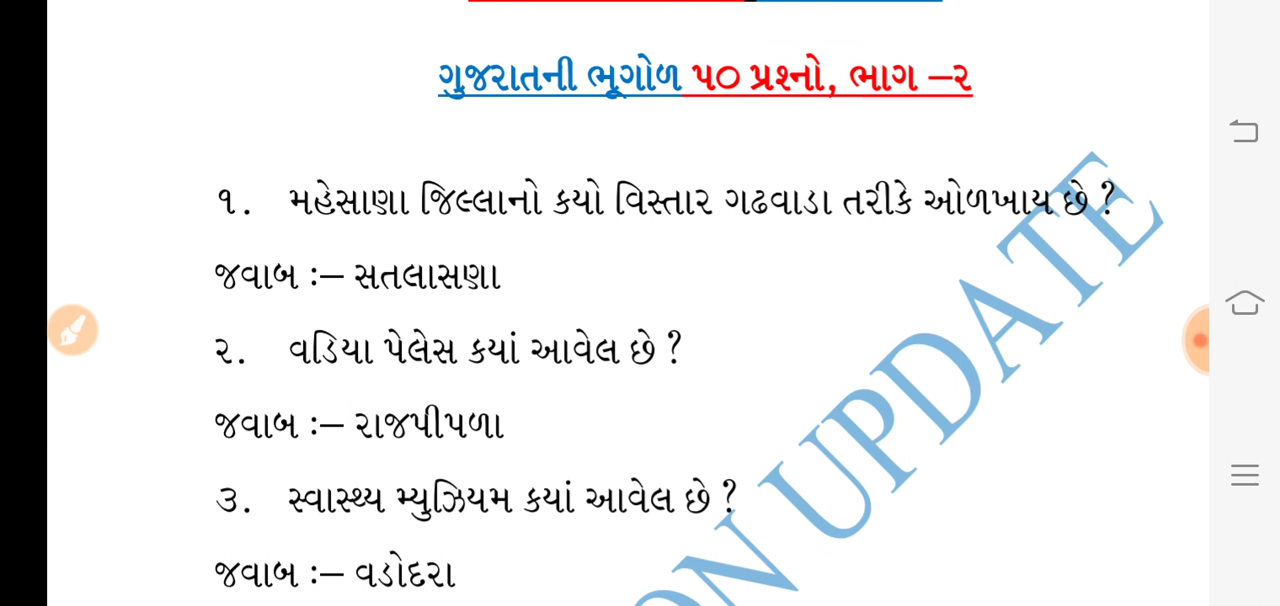 ગુજરાતની ભૂગોળ ૫૦ પ્રશ્નો, ભાગ –૨
૧. મહેસાણા જિલ્લાનો કયો વિસ્તાર ગઢવાડા તરીકે ઓળખાય છે ?
જવાબ :– સતલાસણા
૨. વડિયા પેલેસ કયાં આવેલ છે ?
જવાબ :– રાજપીપળા
૩. સ્વાસ્થ્ય મ્યુઝિયમ કયાં આવેલ છે ?
જવાબ :– વડોદરા
ON UPDATE